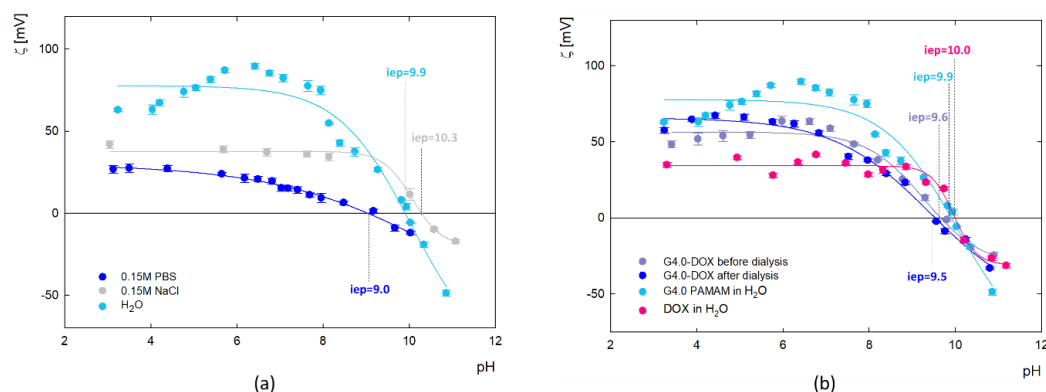 ζ [mV]
100
50
0
-50
2
4
6
8
10
12
pH
iep=9.9
iep=10.3
iep=9.0
0.15M PBS
0.15M NaCl
H₂O
(a)
ζ [mV]
100
50
0
-50
2
4
6
8
10
12
pH
iep=10.0
iep=9.9
iep=9.6
iep=9.5
G4.0-DOX before dialysis
G4.0-DOX after dialysis
G4.0 PAMAM in H₂O
DOX in H₂O
(b)